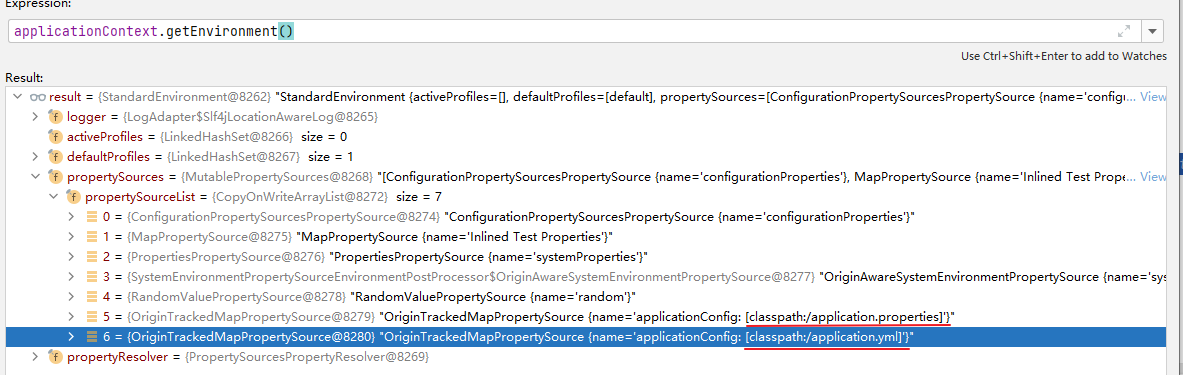 Expression:
applicationContext.getEnvironment()
Use Ctrl+Shift+Enter to add to Watches
Result:
result = {StandardEnvironment@8262} "StandardEnvironment {activeProfiles=[], defaultProfiles=[default], propertySources=[ConfigurationPropertySourcesPropertySource {name='configu... View
logger = {LogAdapter$Slf4jLocationAwareLog@8265}
activeProfiles = {LinkedHashSet@8266} size = 0
defaultProfiles = {LinkedHashSet@8267} size = 1
propertySources = {MutablePropertySources@8268} "[ConfigurationPropertySourcesPropertySource {name='configurationProperties'}, MapPropertySource {name='Inlined Test Prope... View
propertySourceList = {CopyOnWriteArrayList@8272} size = 7
0 = {ConfigurationPropertySourcesPropertySource@8274} "ConfigurationPropertySourcesPropertySource {name='configurationProperties'}"
1 = {MapPropertySource@8275} "MapPropertySource {name='Inlined Test Properties'}"
2 = {PropertiesPropertySource@8276} "PropertiesPropertySource {name='systemProperties'}"
3 = {SystemEnvironmentPropertySourceEnvironmentPostProcessor$OriginAwareSystemEnvironmentPropertySource@8277} "OriginAwareSystemEnvironmentPropertySource {name='sys
4 = {RandomValuePropertySource@8278} "RandomValuePropertySource {name='random'}"
5 = {OriginTrackedMapPropertySource@8279} "OriginTrackedMapPropertySource {name='applicationConfig: [classpath:/application.properties]'}"
6 = {OriginTrackedMapPropertySource@8280} "OriginTrackedMapPropertySource {name='applicationConfig: [classpath:/application.yml]'}"
propertyResolver = {PropertySourcesPropertyResolver@8269}